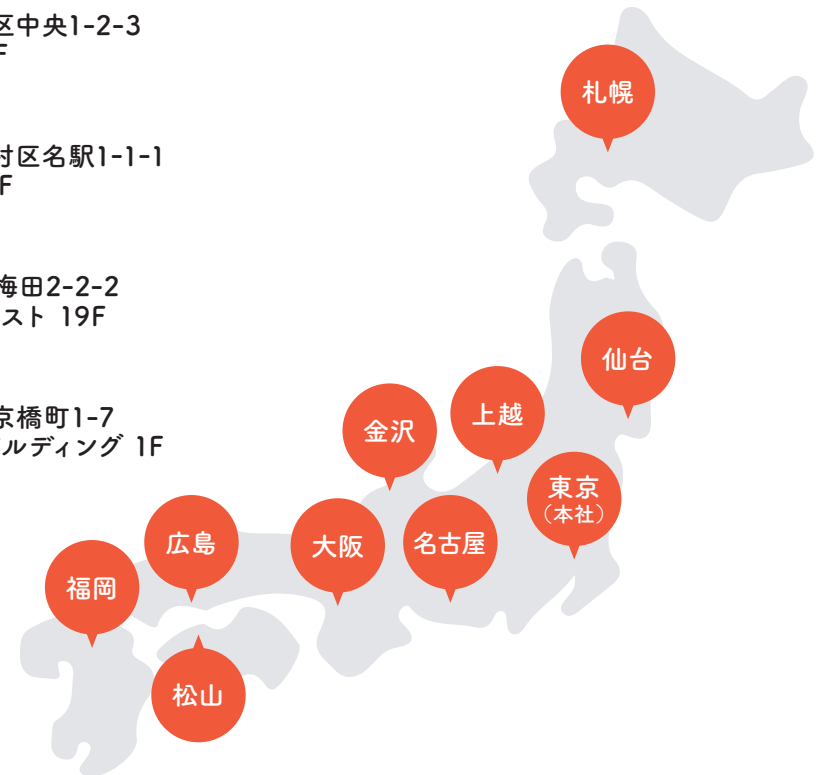 区中央1-2-3
F
村区名駅1-1-1
F
梅田2-2-2
スト 19F
京橋町1-7
ルディング 1F
札幌
仙台
上越
金沢
東京
（本社）
広島
大阪
名古屋
福岡
松山